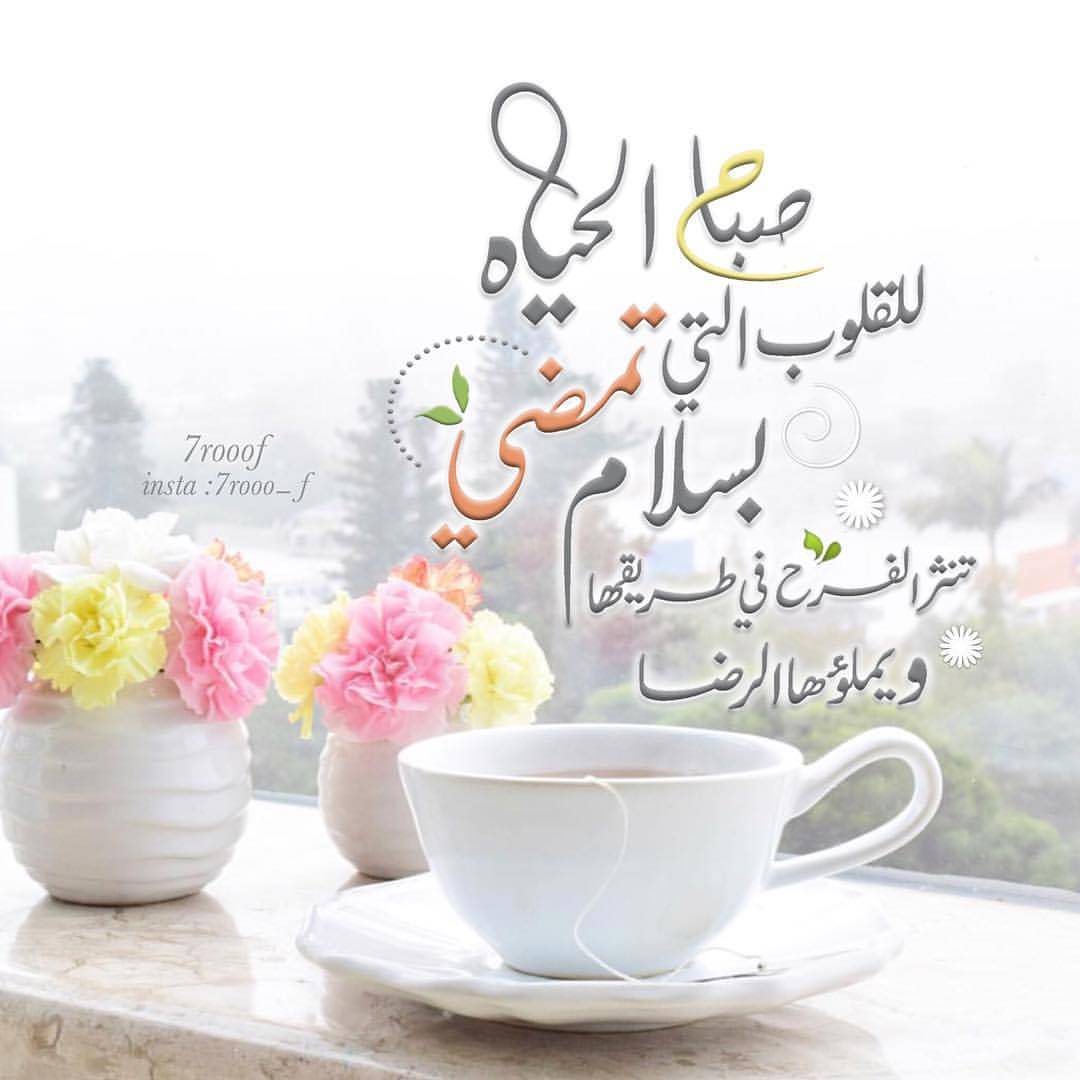 صباح الحياه
للقلوب التي تمضي
بسلام
تنثر الفرح في طريقها
ويملؤها الرضا
7rooof
insta :7rooo_f